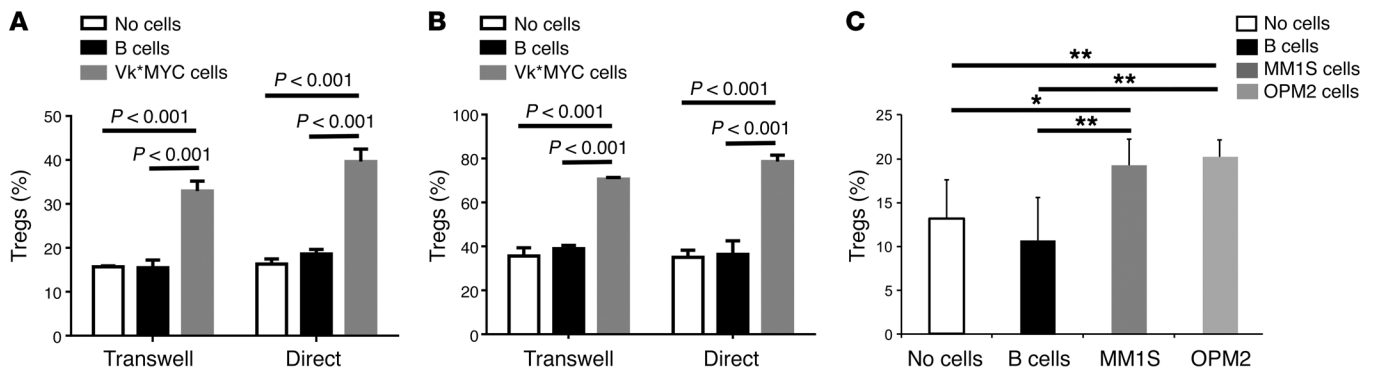 A
No cells
B cells
Vk*MYC cells
P < 0.001
P < 0.001
P < 0.001
P < 0.001
Tregs (%)
50
40
30
20
10
0
Transwell
Direct
B
No cells
B cells
Vk*MYC cells
P < 0.001
P < 0.001
P < 0.001
P < 0.001
Tregs (%)
100
80
60
40
20
0
Transwell
Direct
C
No cells
B cells
MM1S cells
OPM2 cells
**
**
*
**
Tregs (%)
25
20
15
10
5
0
No cells
B cells
MM1S
OPM2